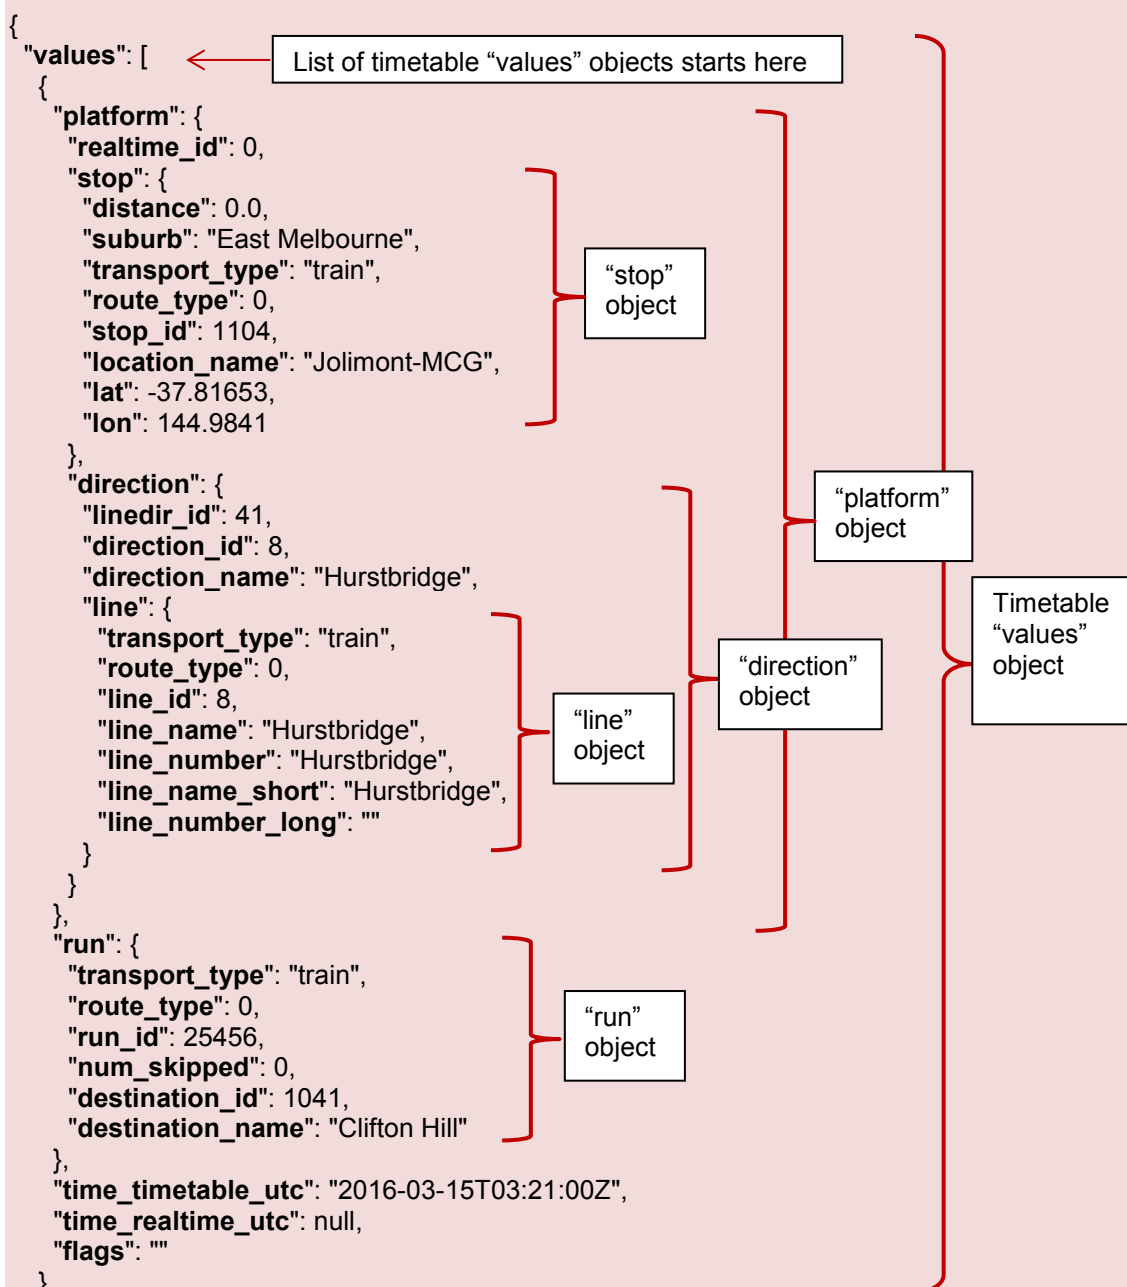 {
"values": [
List of timetable “values” objects starts here
{
"platform": {
"realtime_id": 0,
"stop": {
"distance": 0.0,
"suburb": "East Melbourne",
"transport_type": "train",
"route_type": 0,
"stop_id": 1104,
"location_name": "Jolimont-MCG",
"lat": -37.81653,
"lon": 144.9841
},
“stop”
object
"direction": {
"linedir_id": 41,
"direction_id": 8,
"direction_name": "Hurstbridge",
"line": {
"transport_type": "train",
"route_type": 0,
"line_id": 8,
"line_name": "Hurstbridge",
"line_number": "Hurstbridge",
"line_name_short": "Hurstbridge",
"line_number_long": ""
}
}
},
“line”
object
“direction”
object
“platform”
object
Timetable
“values”
object
"run": {
"transport_type": "train",
"route_type": 0,
"run_id": 25456,
"num_skipped": 0,
"destination_id": 1041,
"destination_name": "Clifton Hill"
},
“run”
object
"time_timetable_utc": "2016-03-15T03:21:00Z",
"time_realtime_utc": null,
"flags": ""
}